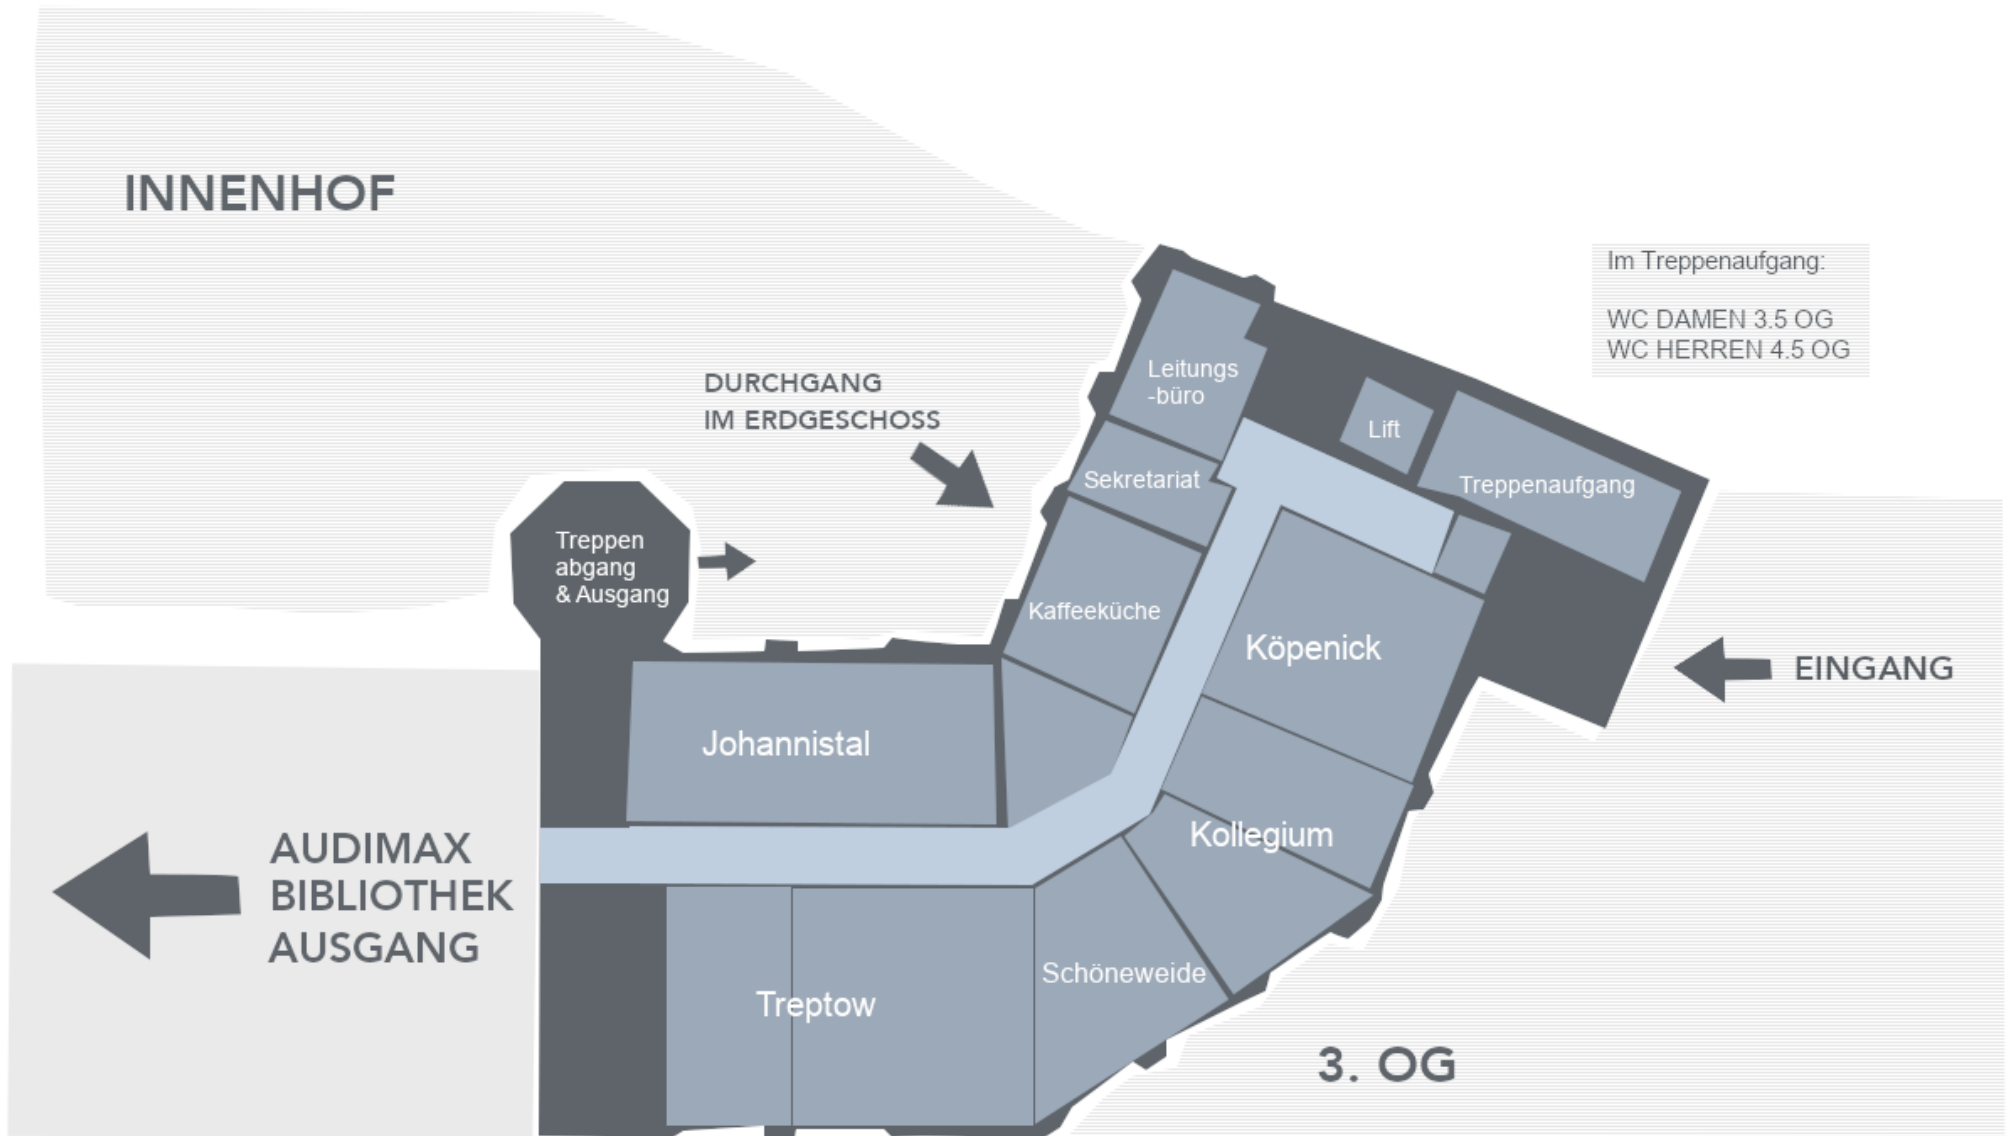 INNENHOF
Im Treppenaufgang:
WC DAMEN 3.5 OG
WC HERREN 4.5 OG
DURCHGANG
IM ERDGESCHOSS
Leitungs
-büro
Lift
Sekretariat
Treppenaufgang
Treppen
abgang
& Ausgang
Kaffeeküche
Köpenick
EINGANG
Johannistal
Kollegium
AUDIMAX
BIBLIOTHEK
AUSGANG
Schöneweide
Treptow
3. OG